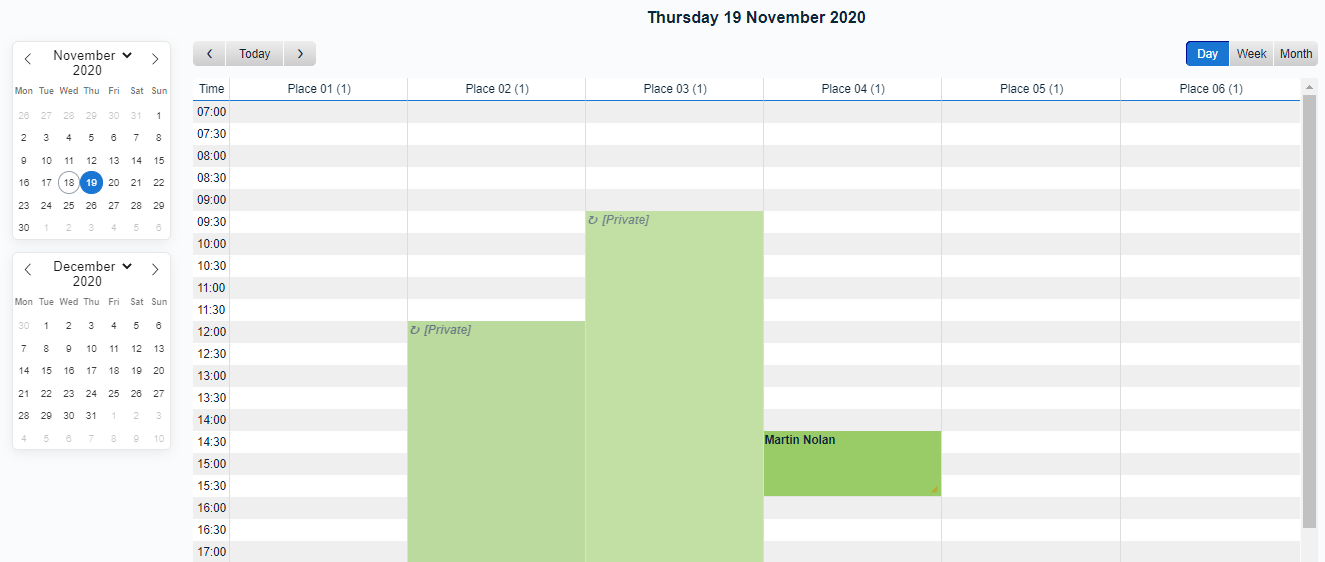 Thursday 19 November 2020
November
2020
Mon Tue Wed Thu Fri Sat Sun
26 27 28 29 30 31 1
2 3 4 5 6 7 8
9 10 11 12 13 14 15
16 17 18 19 20 21 22
23 24 25 26 27 28 29
30 1 2 3 4 5 6
December
2020
Mon Tue Wed Thu Fri Sat Sun
30 1 2 3 4 5 6
7 8 9 10 11 12 13
14 15 16 17 18 19 20
21 22 23 24 25 26 27
28 29 30 31 1 2 3
4 5 6 7 8 9 10
Today
Day Week Month
Time Place 01 (1) Place 02 (1) Place 03 (1) Place 04 (1) Place 05 (1) Place 06 (1)
07:00
07:30
08:00
08:30
09:00
09:30 ↻ [Private]
10:00
10:30
11:00
11:30
12:00 ↻ [Private]
12:30
13:00
13:30
14:00
14:30 Martin Nolan
15:00
15:30
16:00
16:30
17:00